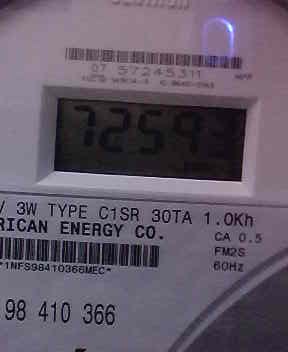 07 57245311
7259
V 3W TYPE C1SR 30TA 1.0Kh
RICAN ENERGY CO.
CA 0.5
FM2S
60Hz
*1NFS98410366MEC*
98 410 366